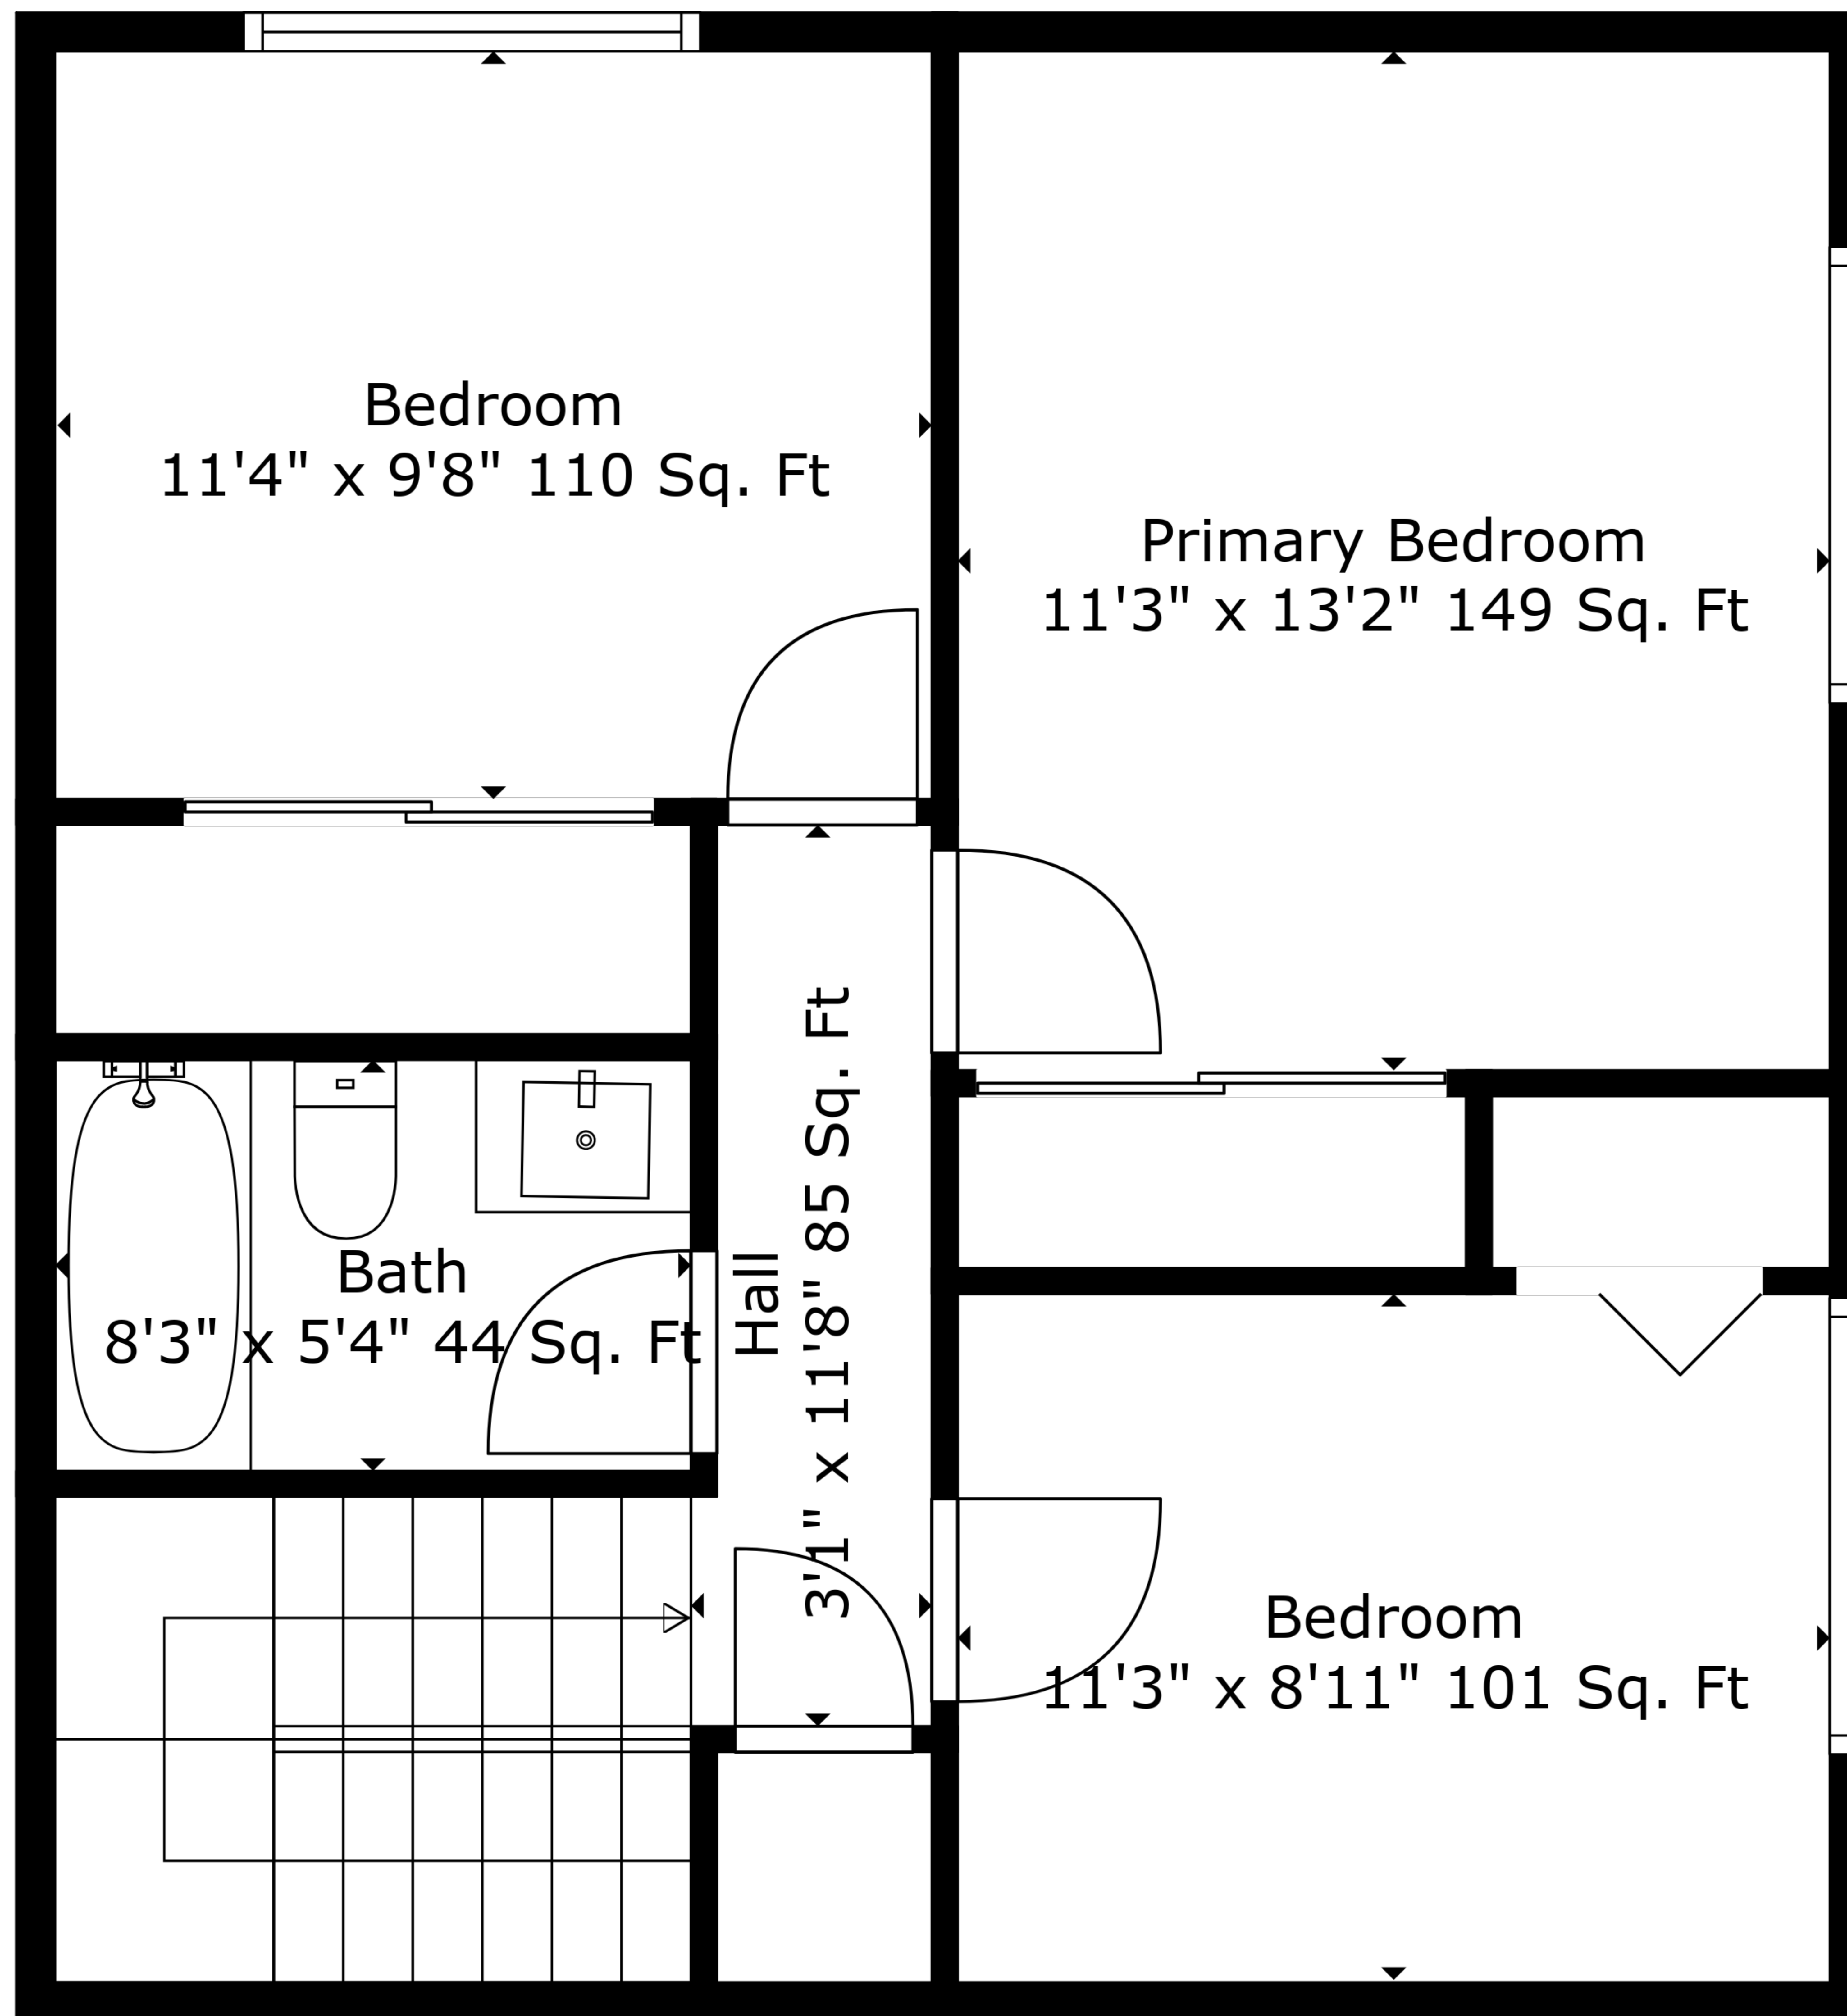 Bedroom
11'4" x 9'8" 110 Sq. Ft
Primary Bedroom
11'3" x 13'2" 149 Sq. Ft
Bath
8'3" x 5'4" 44 Sq. Ft
Hall
3'1" x 11'8" 85 Sq. Ft
Bedroom
11'3" x 8'11" 101 Sq. Ft